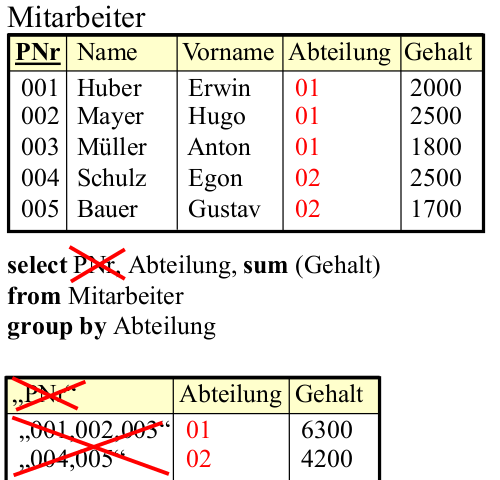 Mitarbeiter
PNr Name Vorname Abteilung Gehalt
001 Huber Erwin 01 2000
002 Mayer Hugo 01 2500
003 Müller Anton 01 1800
004 Schulz Egon 02 2500
005 Bauer Gustav 02 1700
select PNr, Abteilung, sum (Gehalt)
from Mitarbeiter
group by Abteilung
„PNr“ Abteilung Gehalt
„001,002,003“ 01 6300
„004,005“ 02 4200